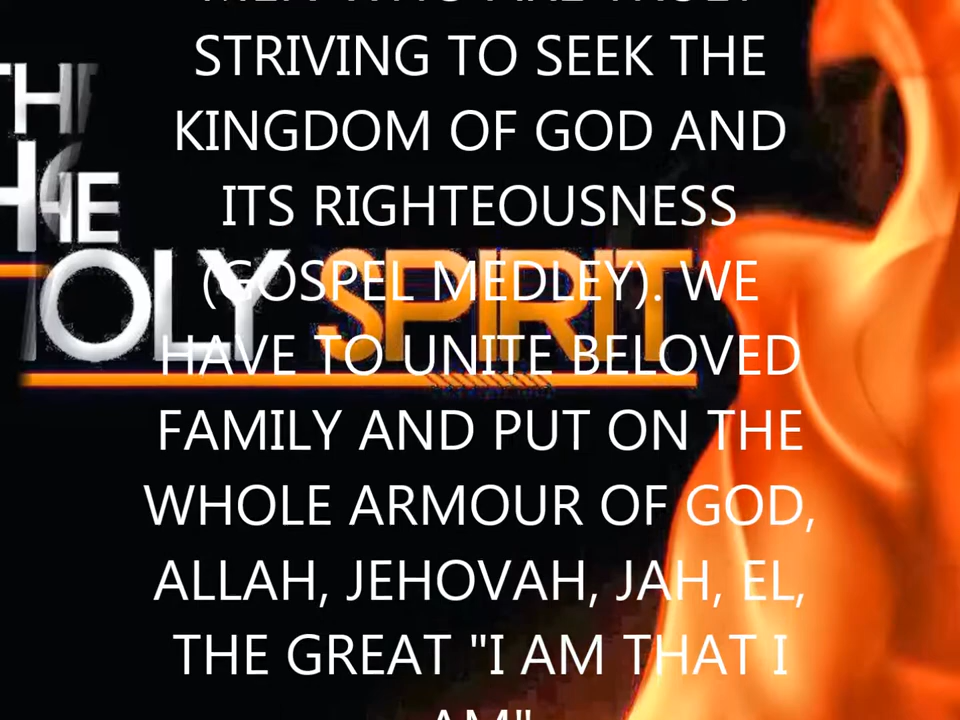 STRIVING TO SEEK THE
KINGDOM OF GOD AND
ITS RIGHTEOUSNESS
(GOSPEL MEDLEY). WE
HAVE TO UNITE BELOVED
FAMILY AND PUT ON THE
WHOLE ARMOUR OF GOD,
ALLAH, JEHOVAH, JAH, EL,
THE GREAT "I AM THAT I
AM"
THE
OLY SPIRIT